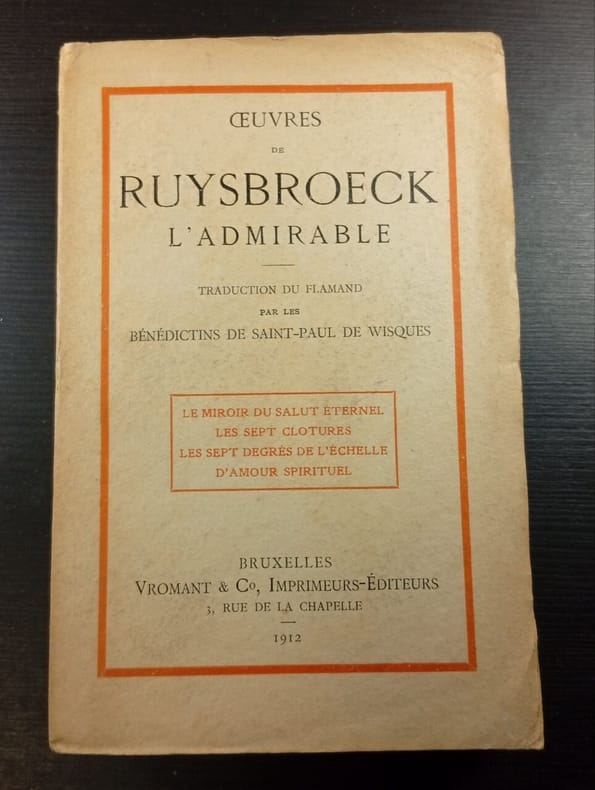 ŒUVRES
DE
RUYSBROECK
L'ADMIRABLE
TRADUCTION DU FLAMAND
PAR LES
BÉNÉDICTINS DE SAINT-PAUL DE WISQUES
LE MIROIR DU SALUT ÉTERNEL
LES SEPT CLOTURES
LES SEPT DEGRÉS DE L'ÉCHELLE
D'AMOUR SPIRITUEL
BRUXELLES
VROMANT & Co, IMPRIMEURS-ÉDITEURS
3, RUE DE LA CHAPELLE
1912